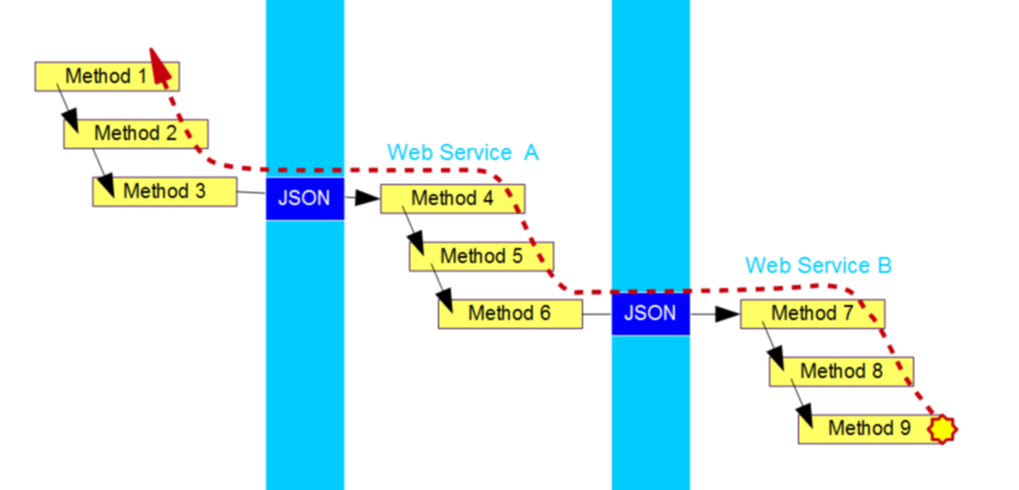 Method 1
Method 2
Method 3
JSON
Web Service A
Method 4
Method 5
Method 6
JSON
Web Service B
Method 7
Method 8
Method 9